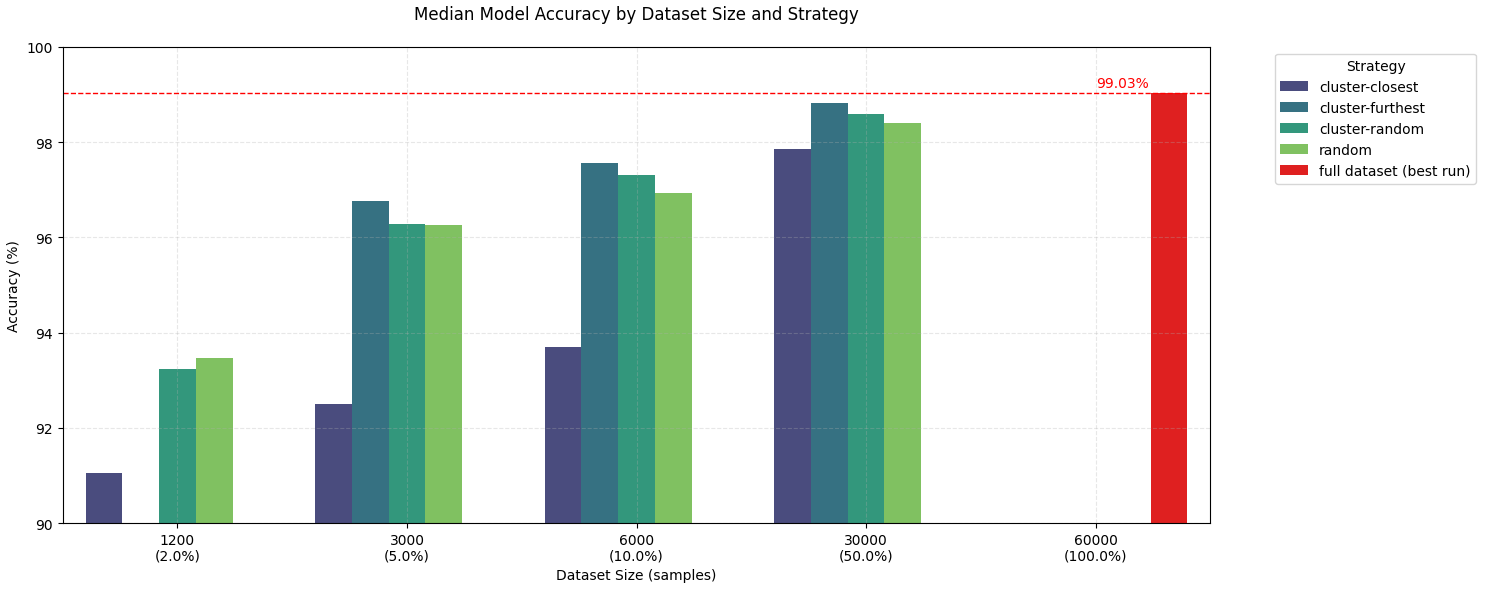 Median Model Accuracy by Dataset Size and Strategy
Accuracy (%)
100
98
96
94
92
90
99.03%
1200
(2.0%)
3000
(5.0%)
6000
(10.0%)
30000
(50.0%)
60000
(100.0%)
Dataset Size (samples)
Strategy
cluster-closest
cluster-furthest
cluster-random
random
full dataset (best run)